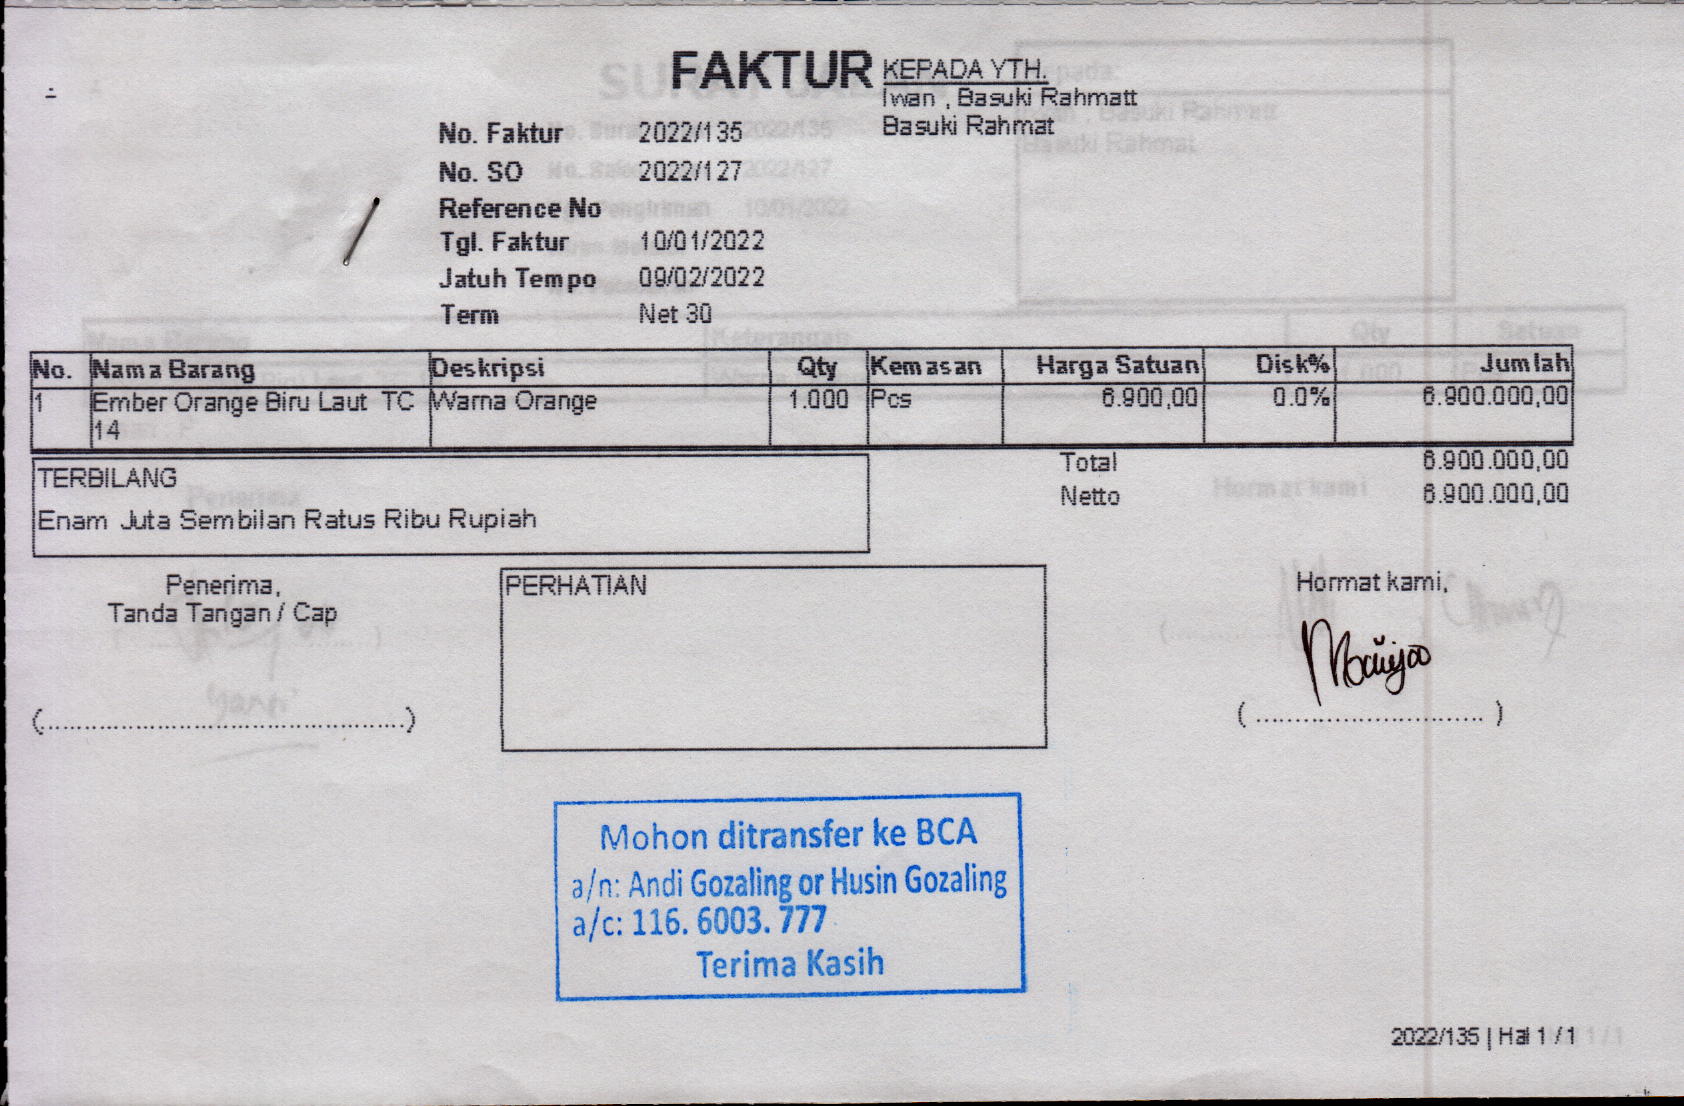 FAKTUR
KEPADA YTH.
Iwan , Basuki Rahmatt
Basuki Rahmat
No. Faktur 2022/135
No. SO 2022/127
Reference No
Tgl. Faktur 10/01/2022
Jatuh Tempo 09/02/2022
Term Net 30
No. Nama Barang Deskripsi Qty Kemasan Harga Satuan Disk% Jumlah
1 Ember Orange Biru Laut TC Warna Orange 1.000 Pcs 6.900,00 0.0% 6.900.000,00
14
Total 6.900.000,00
Netto 6.900.000,00
TERBILANG
Enam Juta Sembilan Ratus Ribu Rupiah
Penerima,
Tanda Tangan / Cap
(.............................................)
PERHATIAN
Hormat kami,
( ............................. )
Mohon ditransfer ke BCA
a/n: Andi Gozaling or Husin Gozaling
a/c: 116. 6003. 777
Terima Kasih
2022/135 | Hal 1 / 1